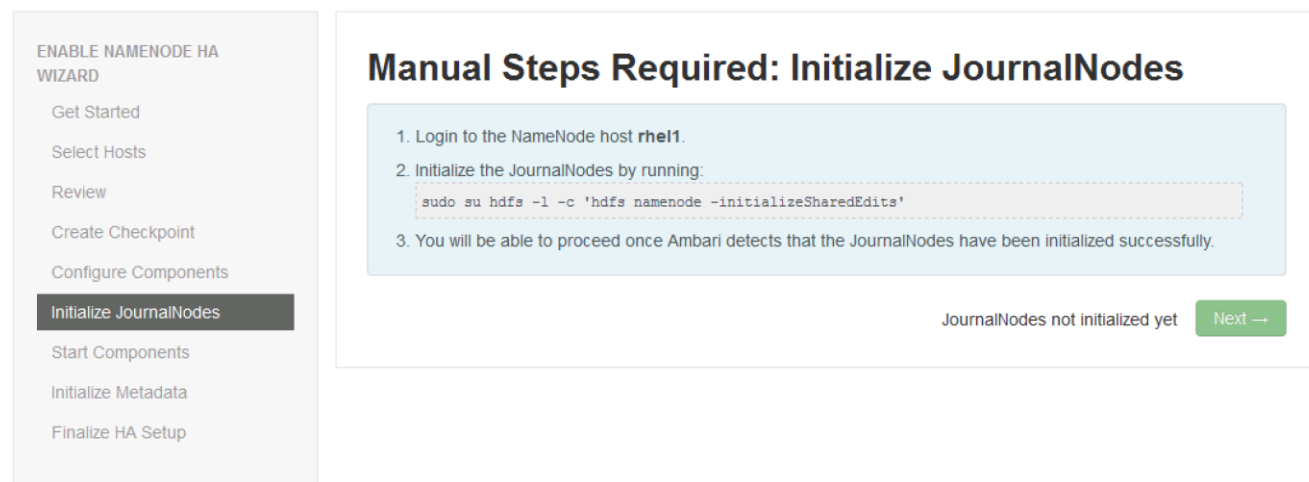 ENABLE NAMENODE HA
WIZARD
Get Started
Select Hosts
Review
Create Checkpoint
Configure Components
Initialize JournalNodes
Start Components
Initialize Metadata
Finalize HA Setup
Manual Steps Required: Initialize JournalNodes
1. Login to the NameNode host rhel1.
2. Initialize the JournalNodes by running:
sudo su hdfs -l -c 'hdfs namenode -initializeSharedEdits'
3. You will be able to proceed once Ambari detects that the JournalNodes have been initialized successfully.
JournalNodes not initialized yet
Next →